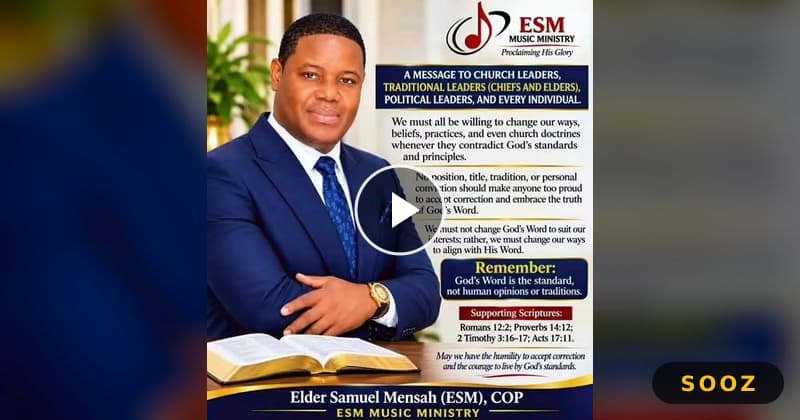 ESM
MUSIC MINISTRY
Proclaiming His Glory
A MESSAGE TO CHURCH LEADERS,
TRADITIONAL LEADERS (CHIEFS AND ELDERS),
POLITICAL LEADERS, AND EVERY INDIVIDUAL.
We must all be willing to change our ways,
beliefs, practices, and even church doctrines
whenever they contradict God's standards
and principles.
No position, title, tradition, or personal
conviction should make anyone too proud
to accept correction and embrace the truth
of God's Word.
We must not change God's Word to suit our
interests; rather, we must change our ways
to align with His Word.
Remember:
God's Word is the standard,
not human opinions or traditions.
Supporting Scriptures:
Romans 12:2; Proverbs 14:12;
2 Timothy 3:16–17; Acts 17:11.
May we have the humility to accept correction
and the courage to live by God's standards.
Elder Samuel Mensah (ESM), COP
ESM MUSIC MINISTRY
SOOZ